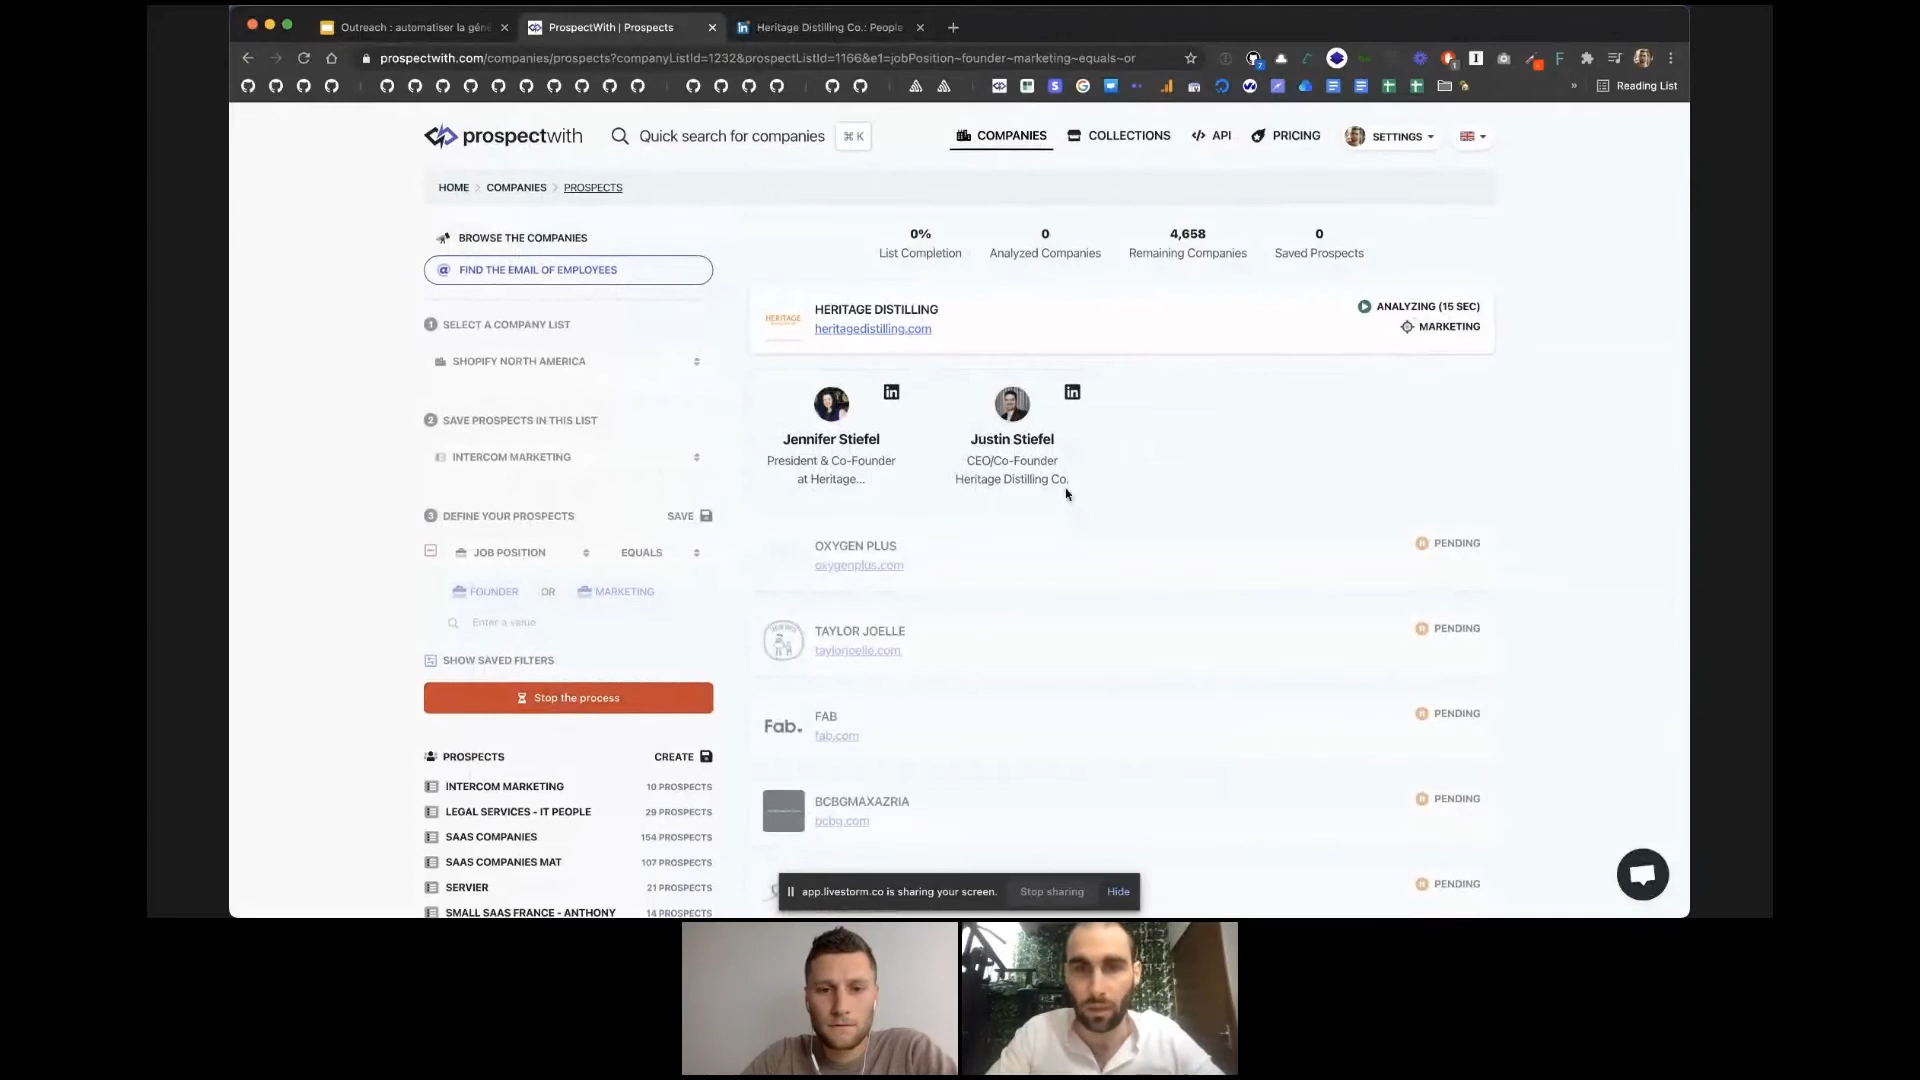 Outreach : automatiser la géné
ProspectWith | Prospects
Heritage Distilling Co.: People
prospectwith.com/companies/prospects?companyListId=1232&prospectListId=1166&e1=jobPosition~founder~marketing~equals~or
Reading List
prospectwith
Quick search for companies
⌘ K
COMPANIES
COLLECTIONS
API
PRICING
SETTINGS
HOME > COMPANIES > PROSPECTS
BROWSE THE COMPANIES
FIND THE EMAIL OF EMPLOYEES
0%
List Completion
0
Analyzed Companies
4,658
Remaining Companies
0
Saved Prospects
1 SELECT A COMPANY LIST
SHOPIFY NORTH AMERICA
2 SAVE PROSPECTS IN THIS LIST
INTERCOM MARKETING
3 DEFINE YOUR PROSPECTS
SAVE
JOB POSITION
EQUALS
FOUNDER OR MARKETING
Enter a value
SHOW SAVED FILTERS
Stop the process
PROSPECTS
CREATE
INTERCOM MARKETING 10 PROSPECTS
LEGAL SERVICES - IT PEOPLE 29 PROSPECTS
SAAS COMPANIES 154 PROSPECTS
SAAS COMPANIES MAT 107 PROSPECTS
SERVIER 21 PROSPECTS
SMALL SAAS FRANCE - ANTHONY 14 PROSPECTS
HERITAGE
HERITAGE DISTILLING
heritagedistilling.com
ANALYZING (15 SEC)
MARKETING
Jennifer Stiefel
President & Co-Founder
at Heritage...
Justin Stiefel
CEO/Co-Founder
Heritage Distilling Co.
OXYGEN PLUS
oxygenplus.com
PENDING
TAYLOR JOELLE
taylorjoelle.com
PENDING
Fab.
FAB
fab.com
PENDING
BCBGMAXAZRIA
bcbg.com
PENDING
PENDING
app.livestorm.co is sharing your screen.
Stop sharing
Hide